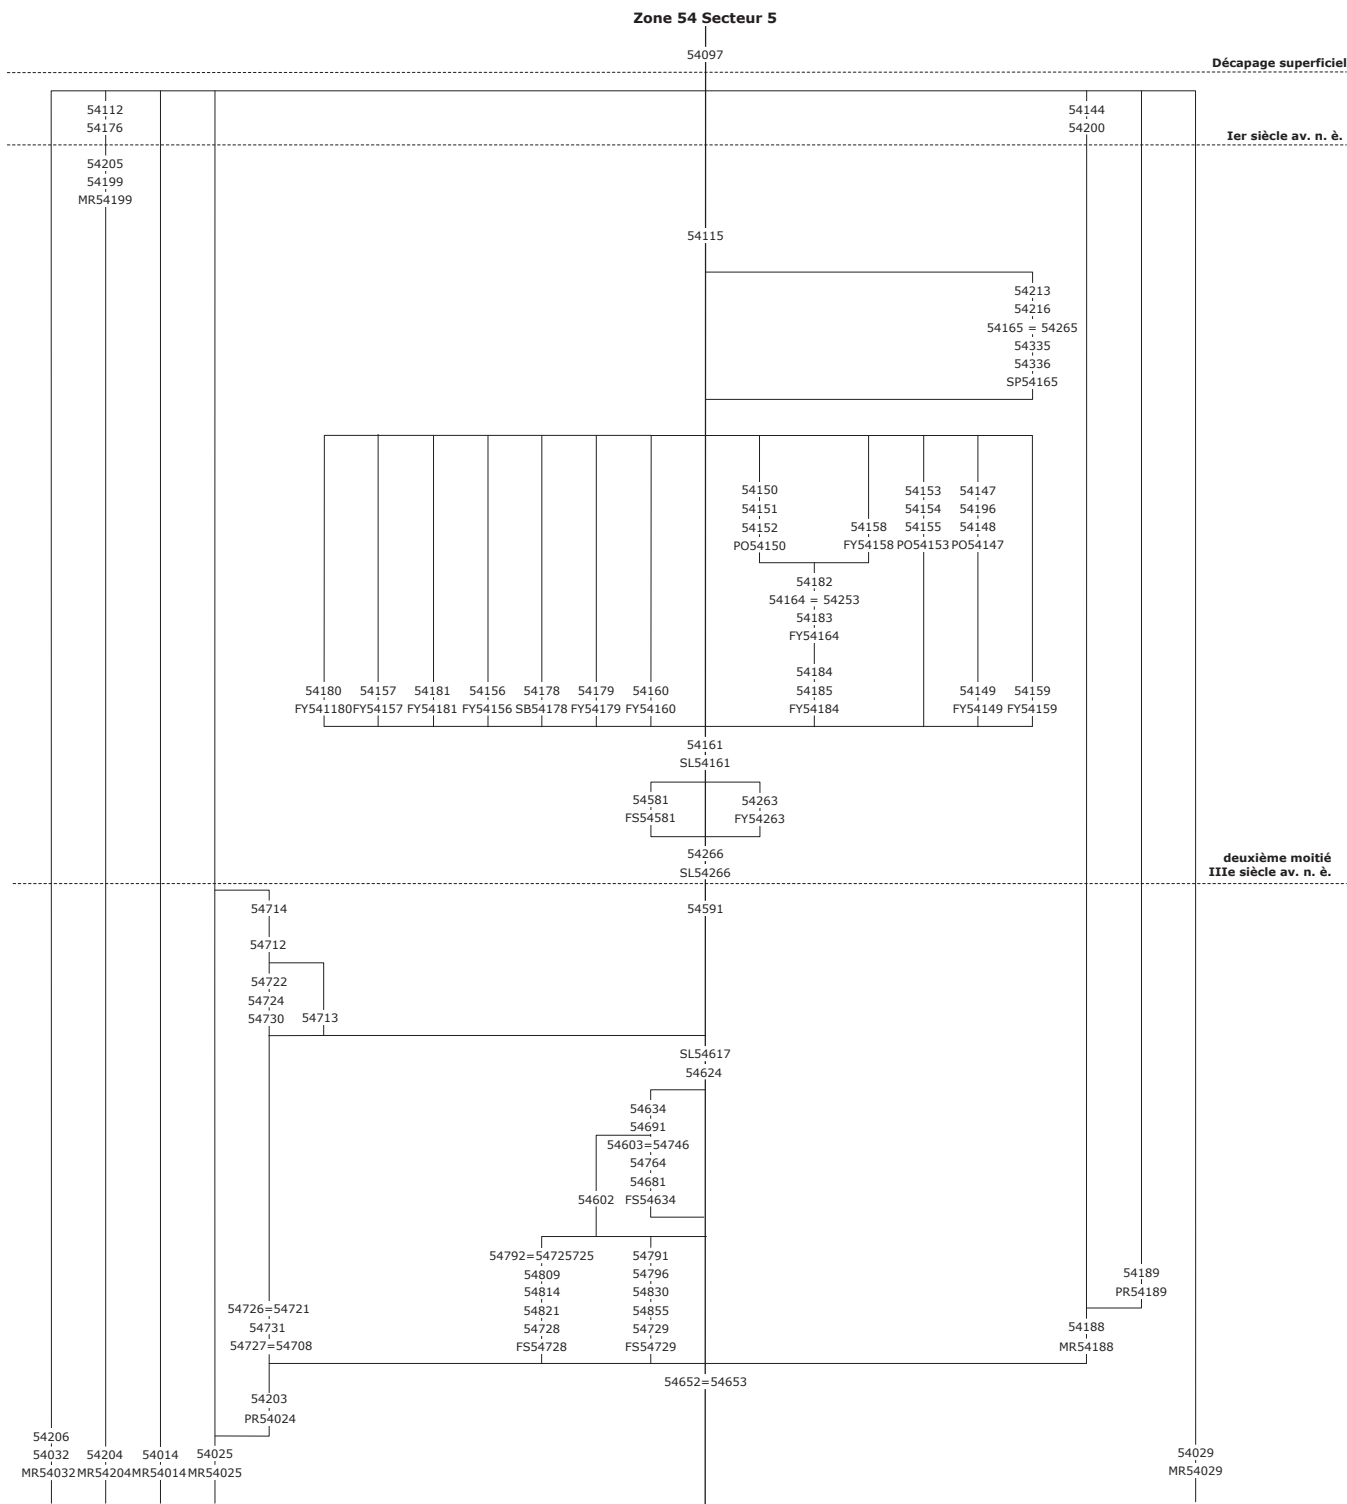 Zone 54 Secteur 5
54097
Décapage superficiel
54112
54176
54144
54200
Ier siècle av. n. è.
54205
54199
MR54199
54115
54213
54216
54165 = 54265
54335
54336
SP54165
54150
54151
54152
PO54150
54158
FY54158
54153
54154
54155
PO54153
54147
54196
54148
PO54147
54182
54164 = 54253
54183
FY54164
54184
54185
FY54184
54180
FY541180
54157
FY54157
54181
FY54181
54156
FY54156
54178
SB54178
54179
FY54179
54160
FY54160
54149
FY54149
54159
FY54159
54161
SL54161
54581
FS54581
54263
FY54263
54266
SL54266
deuxième moitié
IIIe siècle av. n. è.
54714
54712
54722
54724
54730
54713
54591
SL54617
54624
54634
54691
54603=54746
54764
54681
FS54634
54602
54792=54725725
54809
54814
54821
54728
FS54728
54791
54796
54830
54855
54729
FS54729
54189
PR54189
54188
MR54188
54726=54721
54731
54727=54708
54652=54653
54203
PR54024
54206
54032
MR54032
54204
MR54204
54014
MR54014
54025
MR54025
54029
MR54029